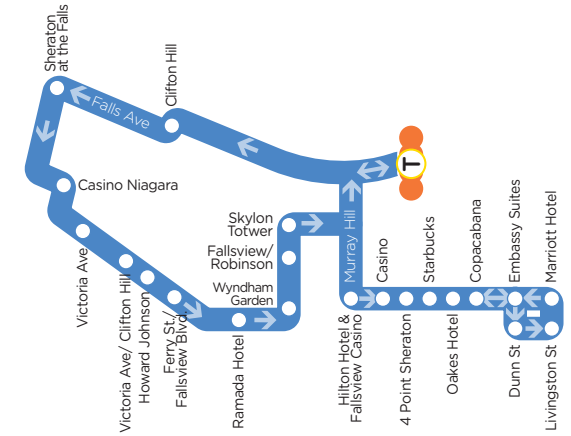 Sheraton
at the Falls
Clifton Hill
Falls Ave
Casino Niagara
Victoria Ave
Victoria Ave/ Clifton Hill
Howard Johnson
Ferry St./
Fallsview Blvd.
Ramada Hotel
Wyndham
Garden
Fallsview/
Robinson
Skylon
Totwer
Murray Hill
T
Hilton Hotel &
Fallsview Casino
Casino
4 Point Sheraton
Starbucks
Oakes Hotel
Copacabana
Embassy Suites
Dunn St
Marriott Hotel
Livingston St